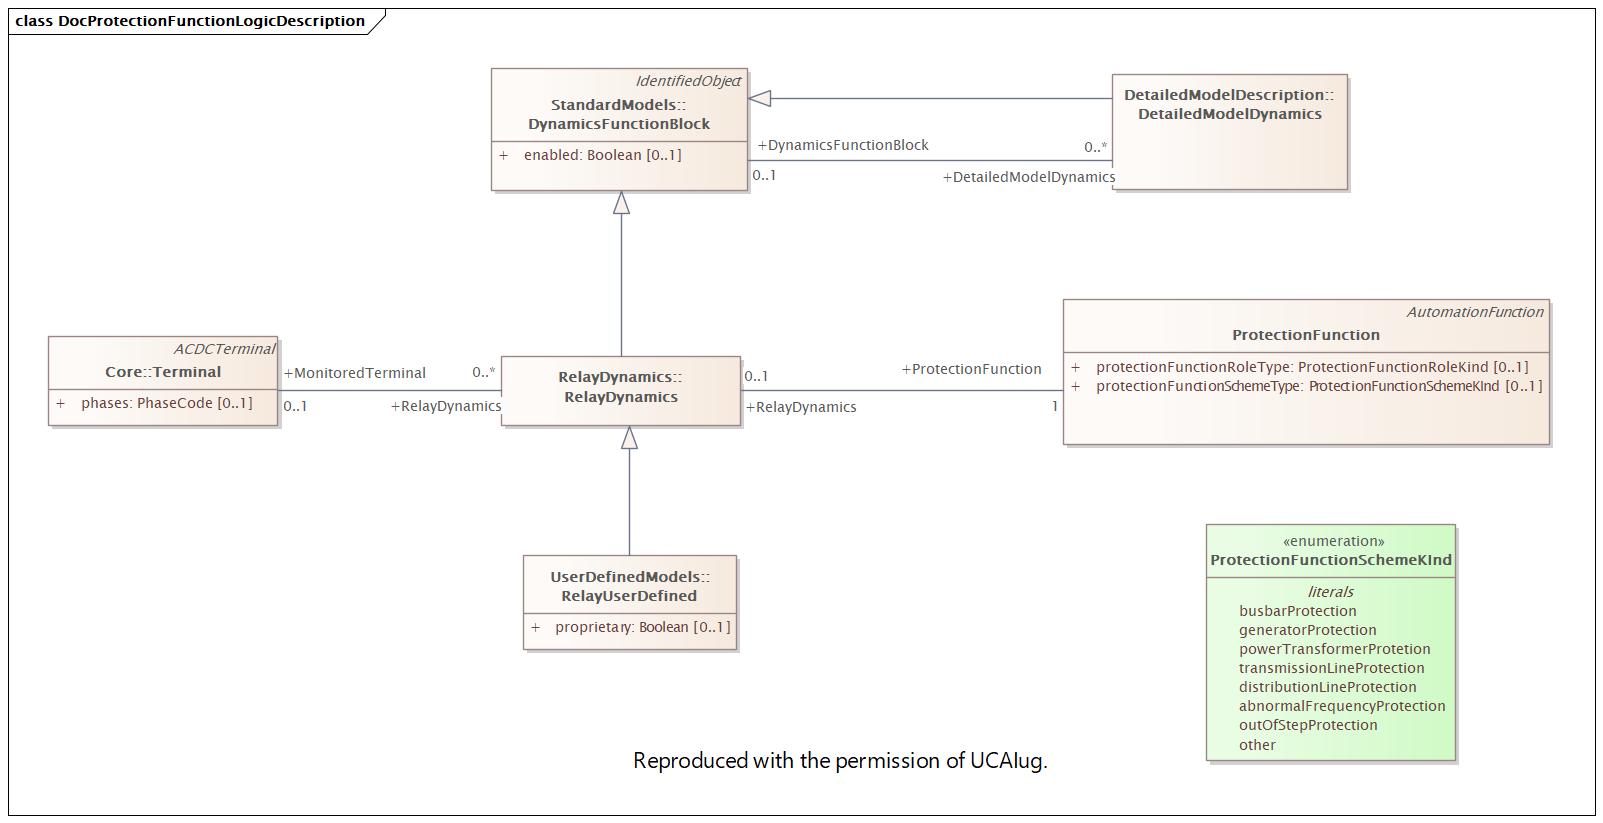 class DocProtectionFunctionLogicDescription
IdentifiedObject
StandardModels::
DynamicsFunctionBlock
+ enabled: Boolean [0..1]
DetailedModelDescription::
DetailedModelDynamics
+DynamicsFunctionBlock
0..*
0..1
+DetailedModelDynamics
ACDCTerminal
Core::Terminal
+ phases: PhaseCode [0..1]
+MonitoredTerminal
0..*
0..1
+RelayDynamics
RelayDynamics::
RelayDynamics
0..1
+ProtectionFunction
+RelayDynamics
1
AutomationFunction
ProtectionFunction
+ protectionFunctionRoleType: ProtectionFunctionRoleKind [0..1]
+ protectionFunctionSchemeType: ProtectionFunctionSchemeKInd [0..1]
UserDefinedModels::
RelayUserDefined
+ proprietary: Boolean [0..1]
«enumeration»
ProtectionFunctionSchemeKInd
literals
busbarProtection
generatorProtection
powerTransformerProtetion
transmissionLineProtection
distributionLineProtection
abnormalFrequencyProtection
outOfStepProtection
other
Reproduced with the permission of UCAIug.